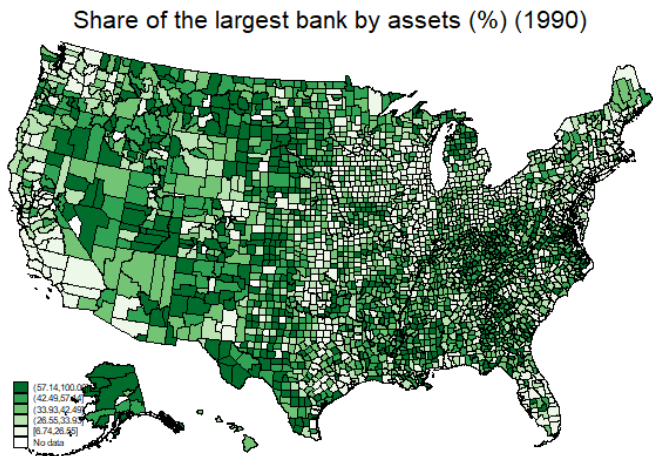 Share of the largest bank by assets (%) (1990)
(57.14,100.00]
(42.49,57.14]
(33.93,42.49]
(26.55,33.93]
[6.74,26.55]
No data